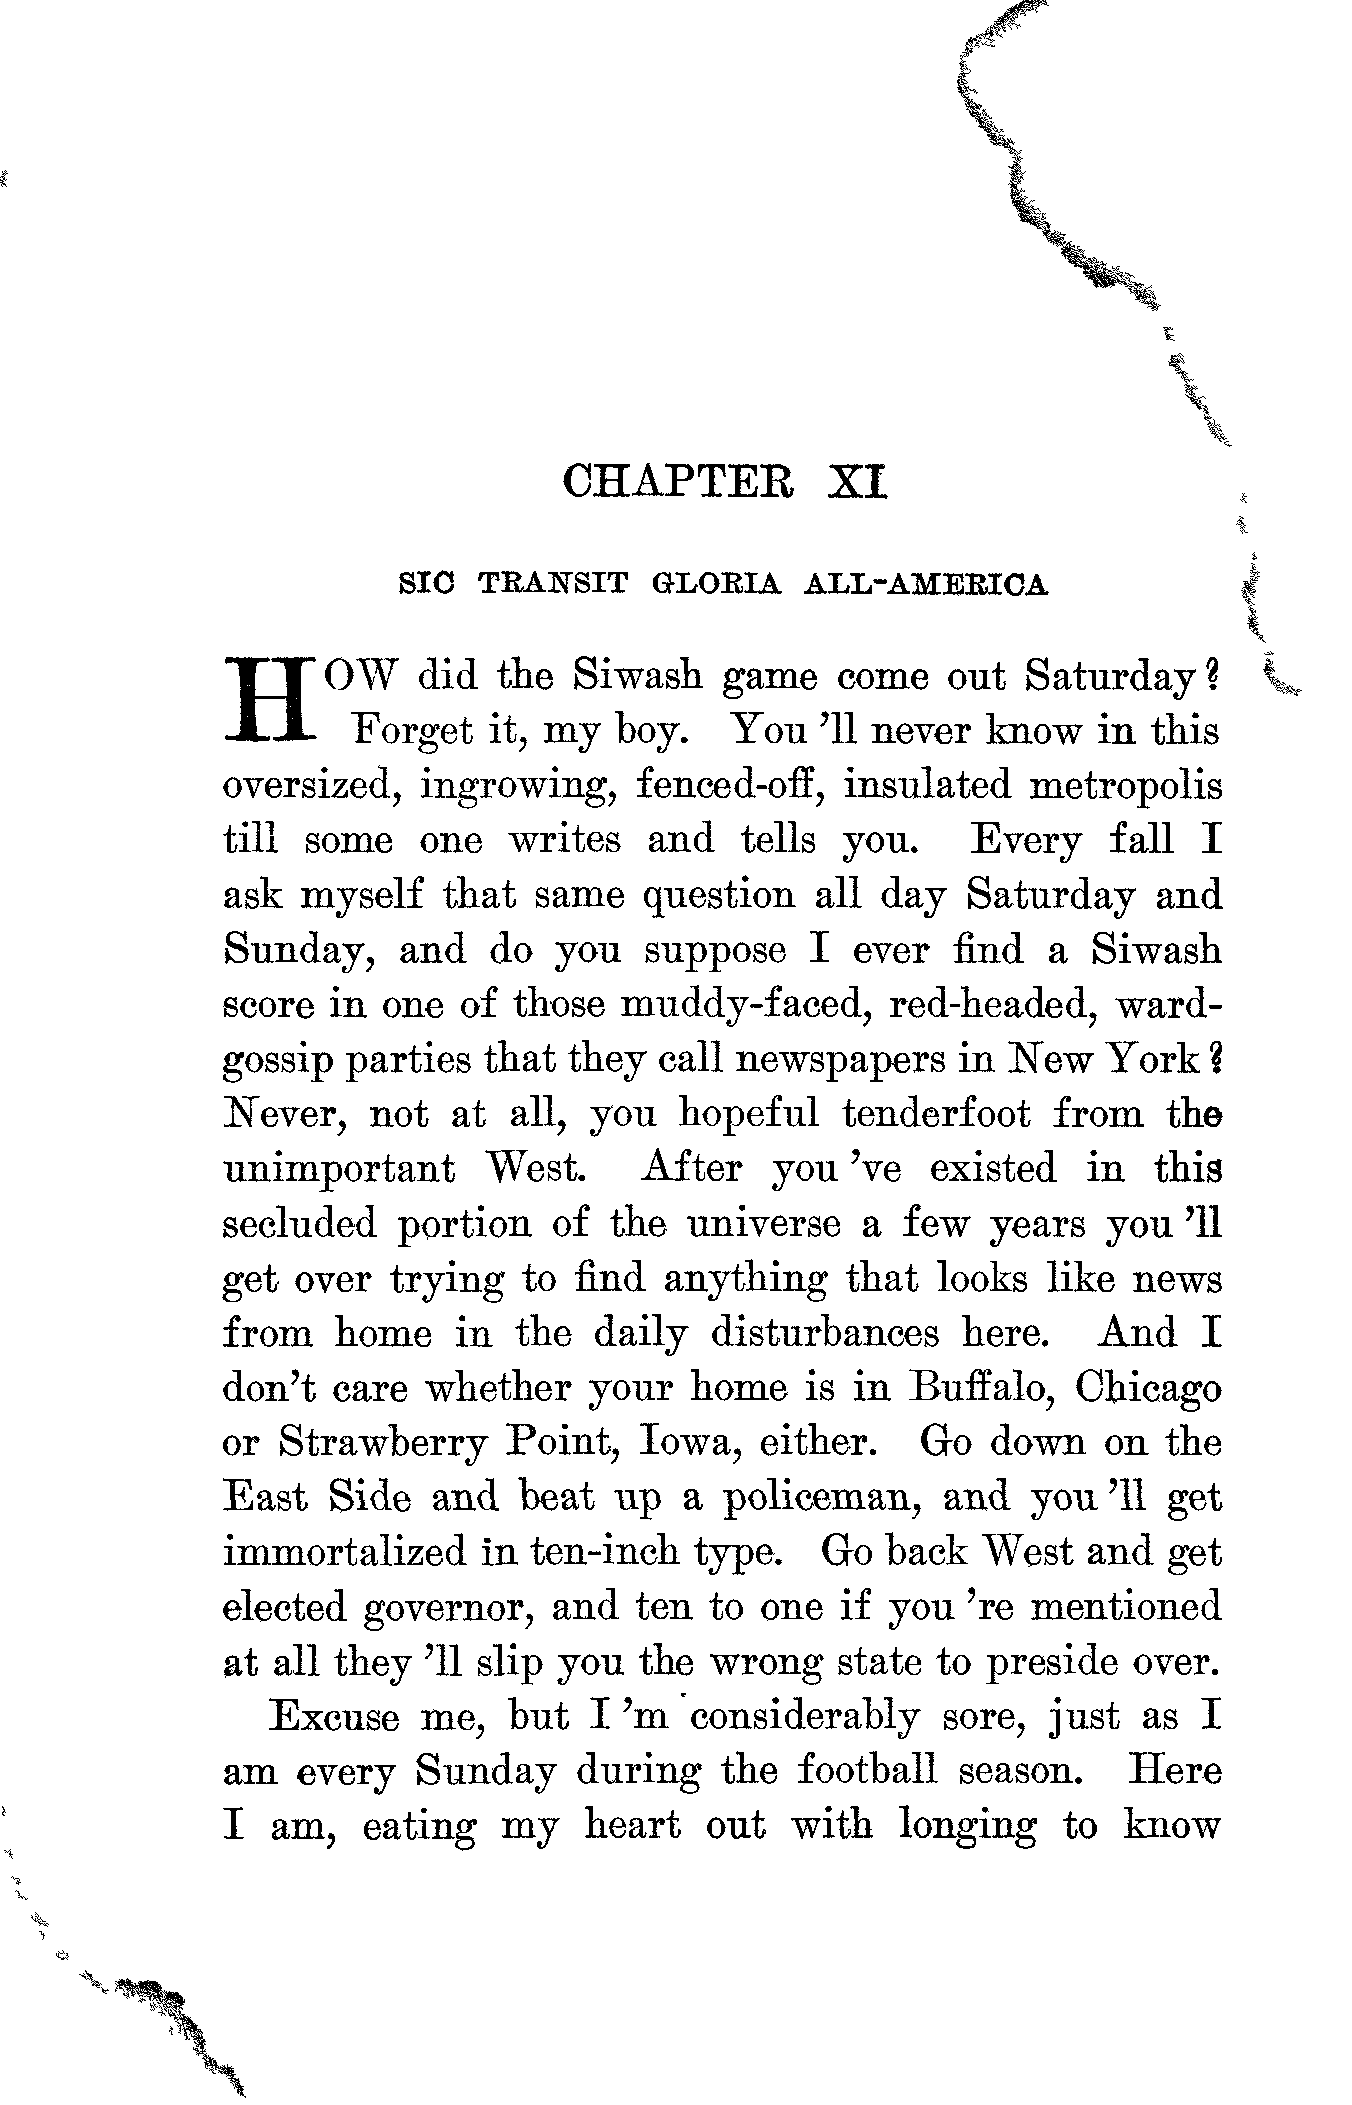 CHAPTER XI
SIC TRANSIT GLORIA ALL-AMERICA
HOW did the Siwash game come out Saturday?
Forget it, my boy. You 'll never know in this
oversized, ingrowing, fenced-off, insulated metropolis
till some one writes and tells you. Every fall I
ask myself that same question all day Saturday and
Sunday, and do you suppose I ever find a Siwash
score in one of those muddy-faced, red-headed, ward-
gossip parties that they call newspapers in New York?
Never, not at all, you hopeful tenderfoot from the
unimportant West. After you 've existed in this
secluded portion of the universe a few years you 'll
get over trying to find anything that looks like news
from home in the daily disturbances here. And I
don't care whether your home is in Buffalo, Chicago
or Strawberry Point, Iowa, either. Go down on the
East Side and beat up a policeman, and you 'll get
immortalized in ten-inch type. Go back West and get
elected governor, and ten to one if you 're mentioned
at all they 'll slip you the wrong state to preside over.
Excuse me, but I 'm considerably sore, just as I
am every Sunday during the football season. Here
I am, eating my heart out with longing to know